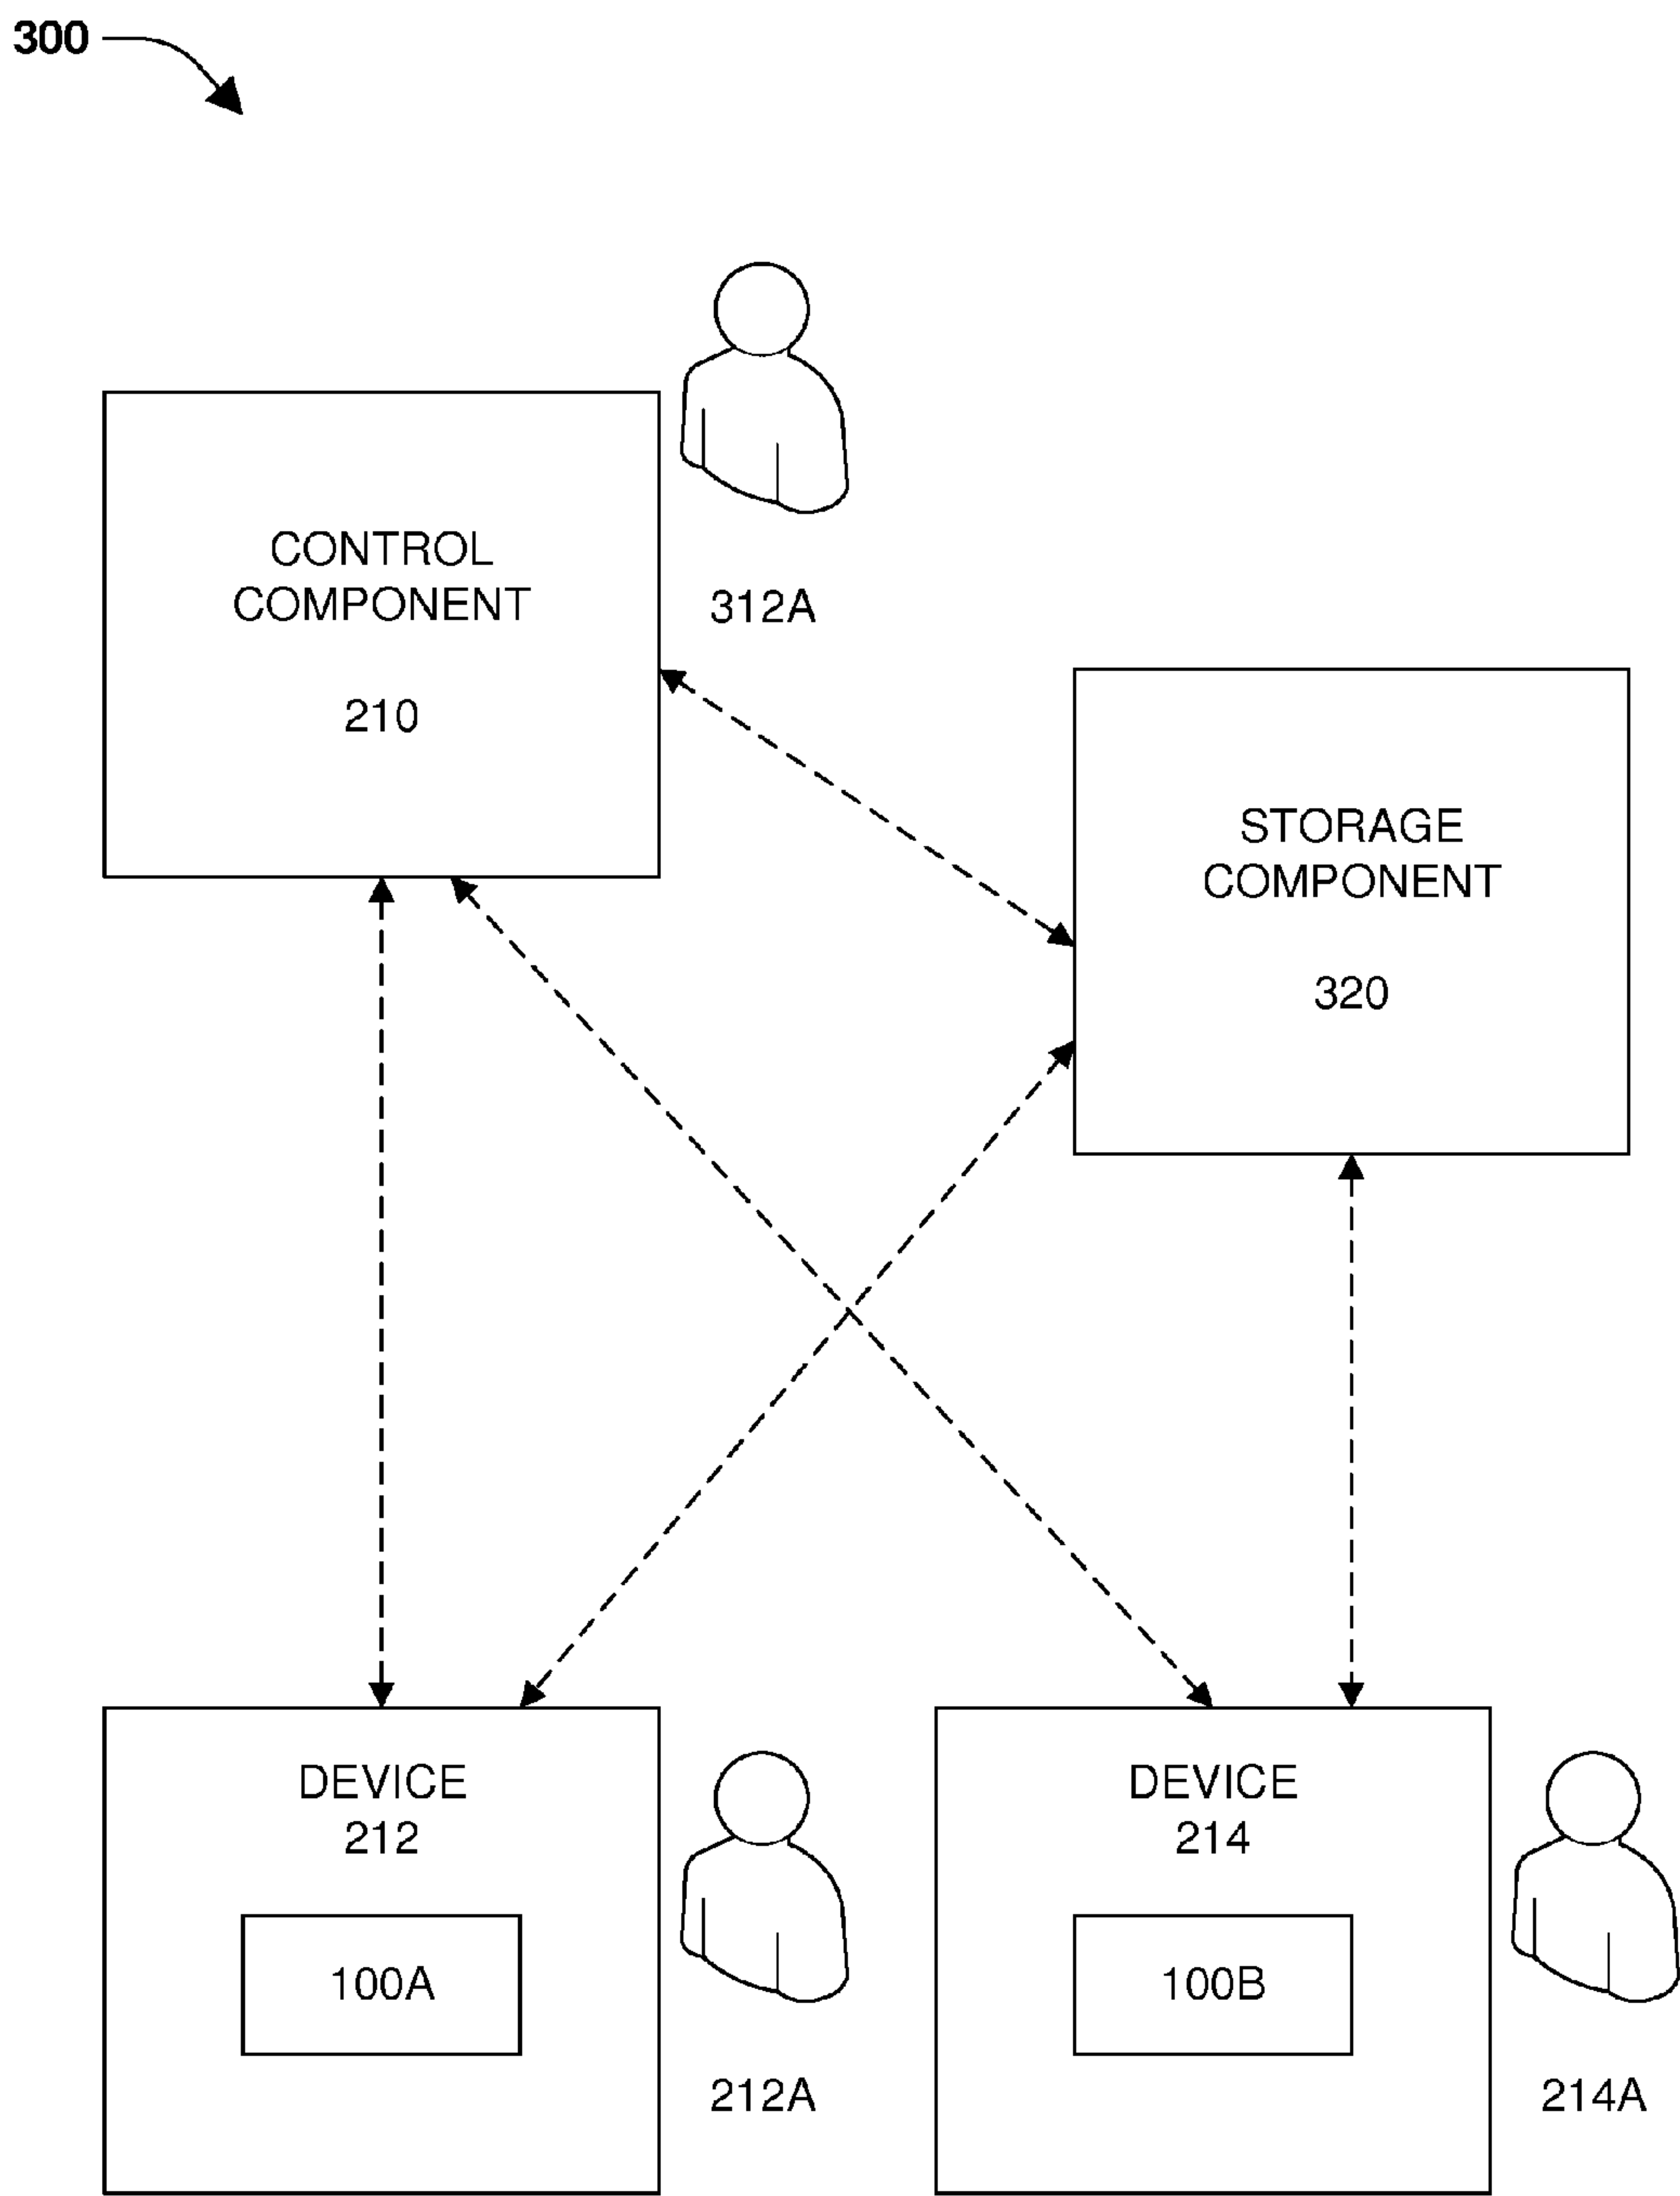 300
CONTROL
COMPONENT
210
312A
STORAGE
COMPONENT
320
DEVICE
212
100A
212A
DEVICE
214
100B
214A